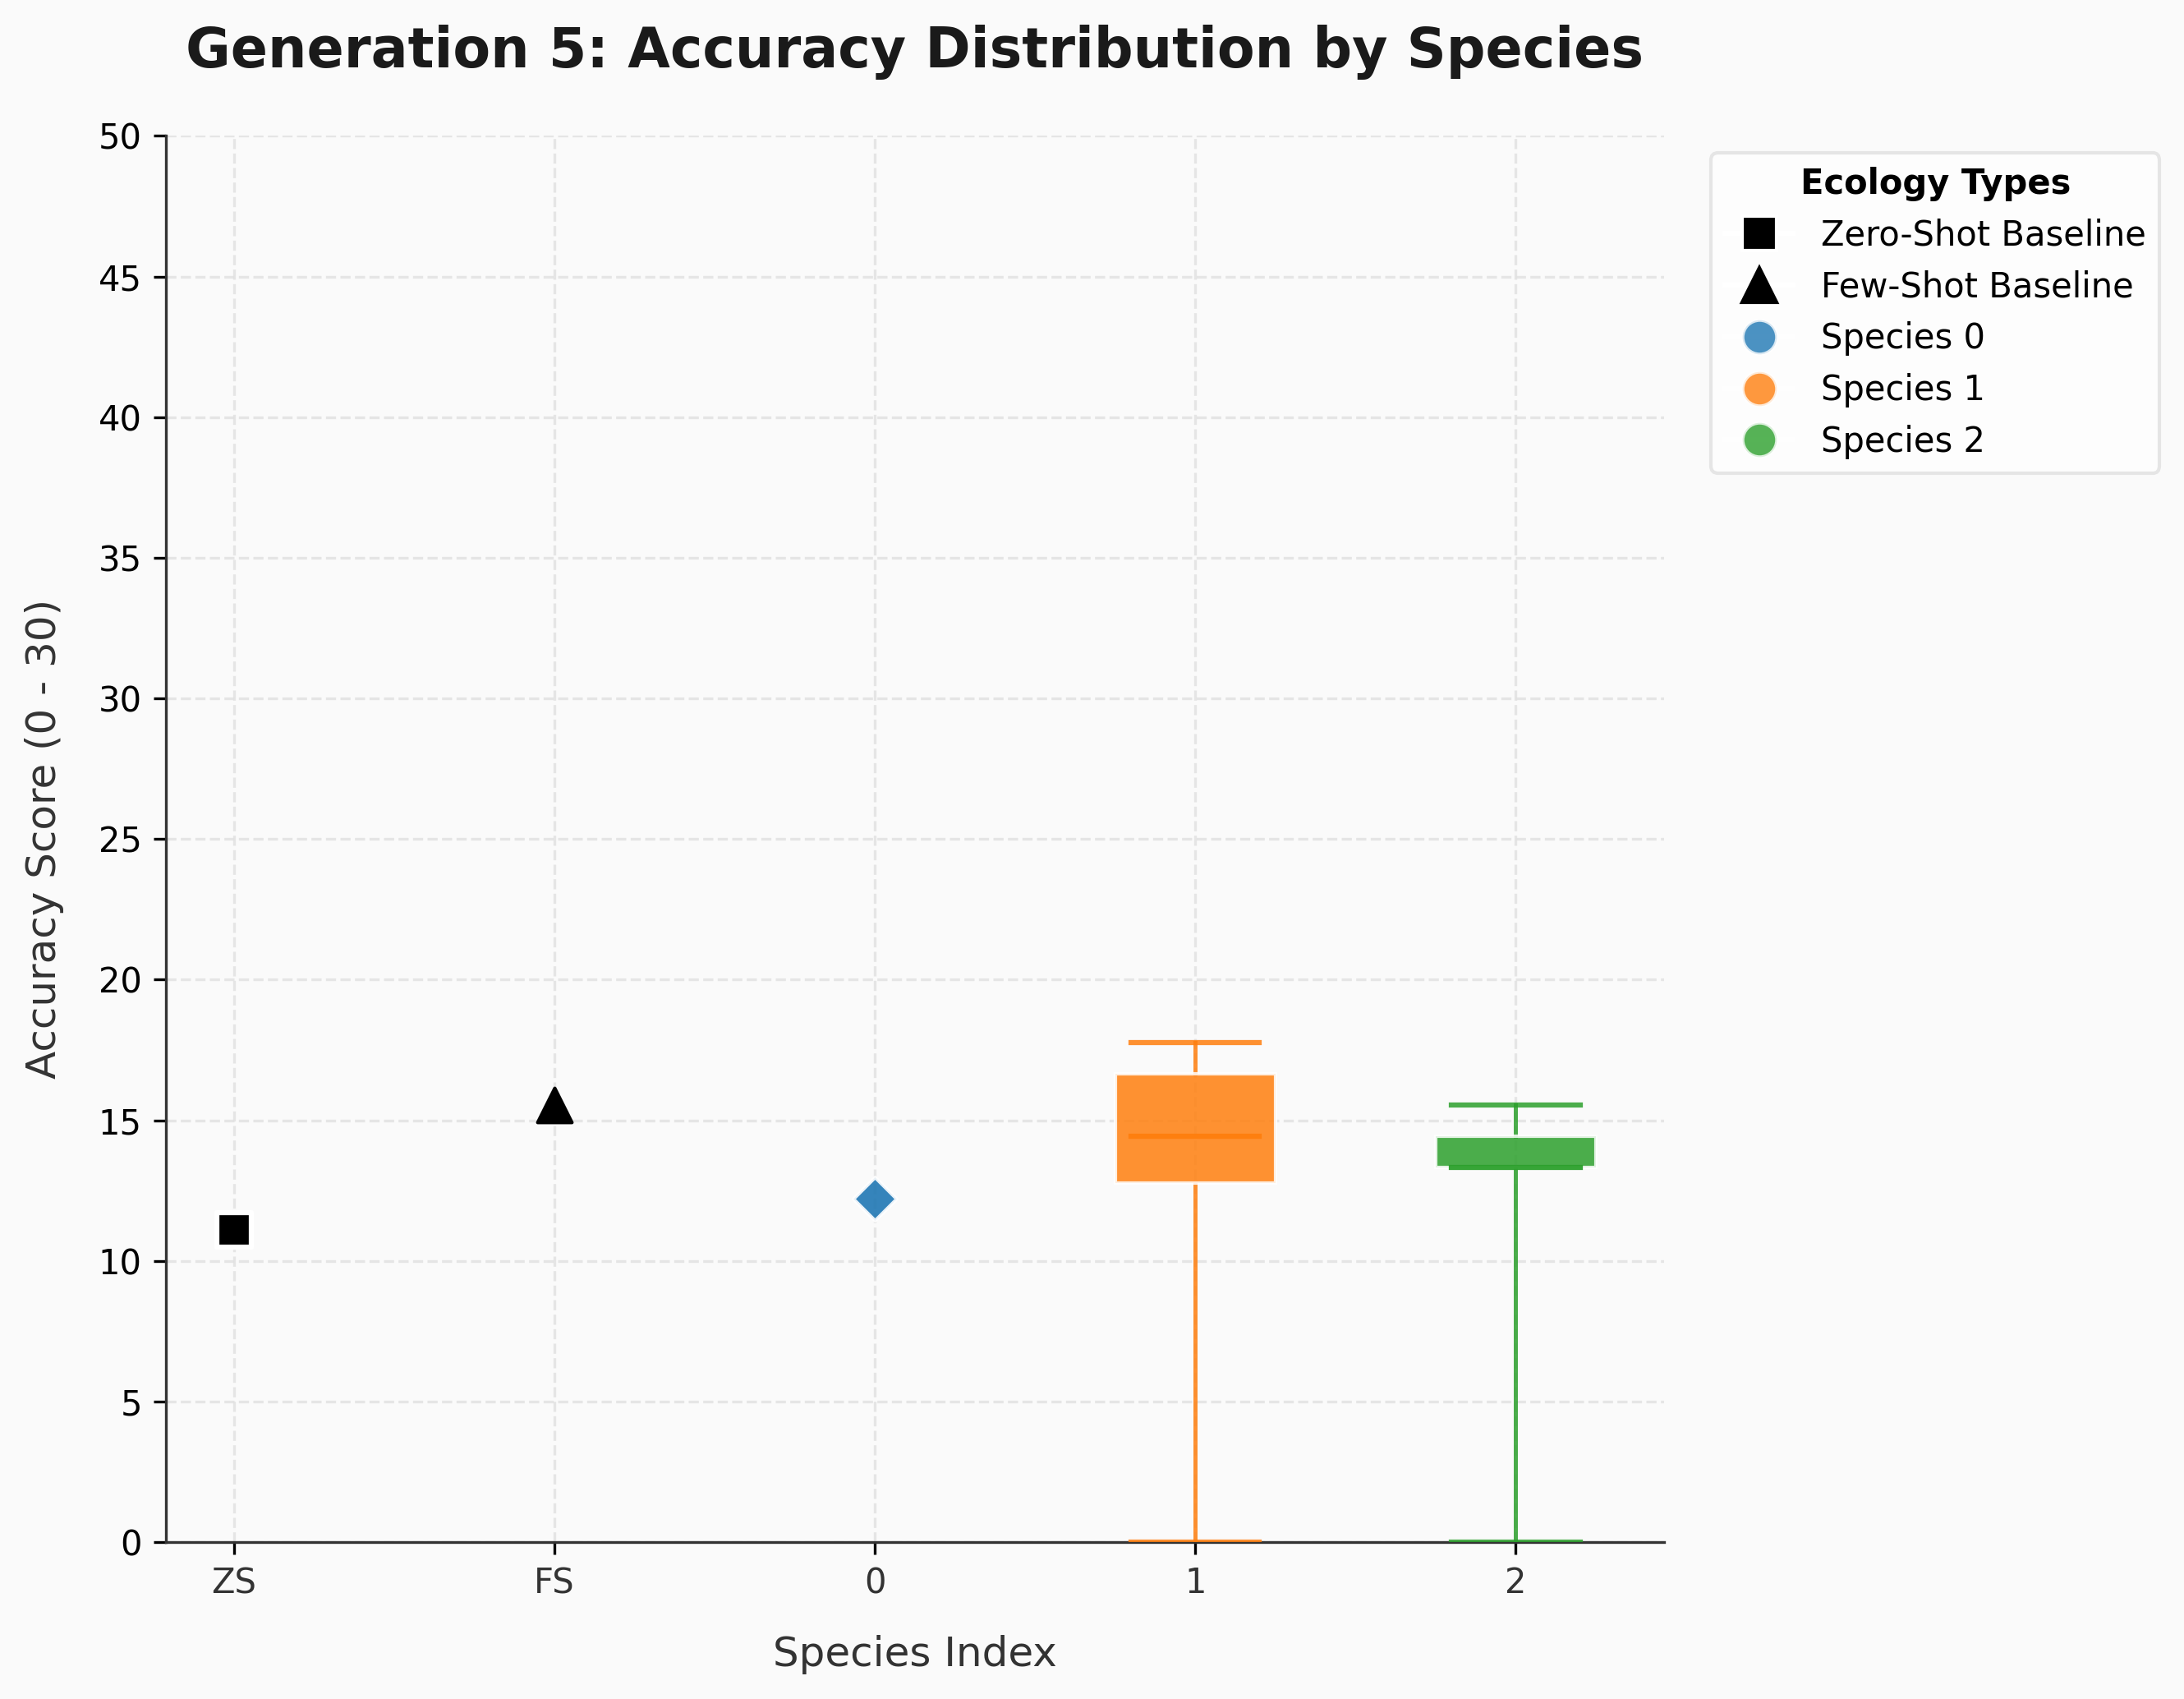 Generation 5: Accuracy Distribution by Species
50
45
40
35
30
25
20
15
10
5
0
Accuracy Score (0 - 30)
ZS
FS
0
1
2
Species Index
Ecology Types
Zero-Shot Baseline
Few-Shot Baseline
Species 0
Species 1
Species 2